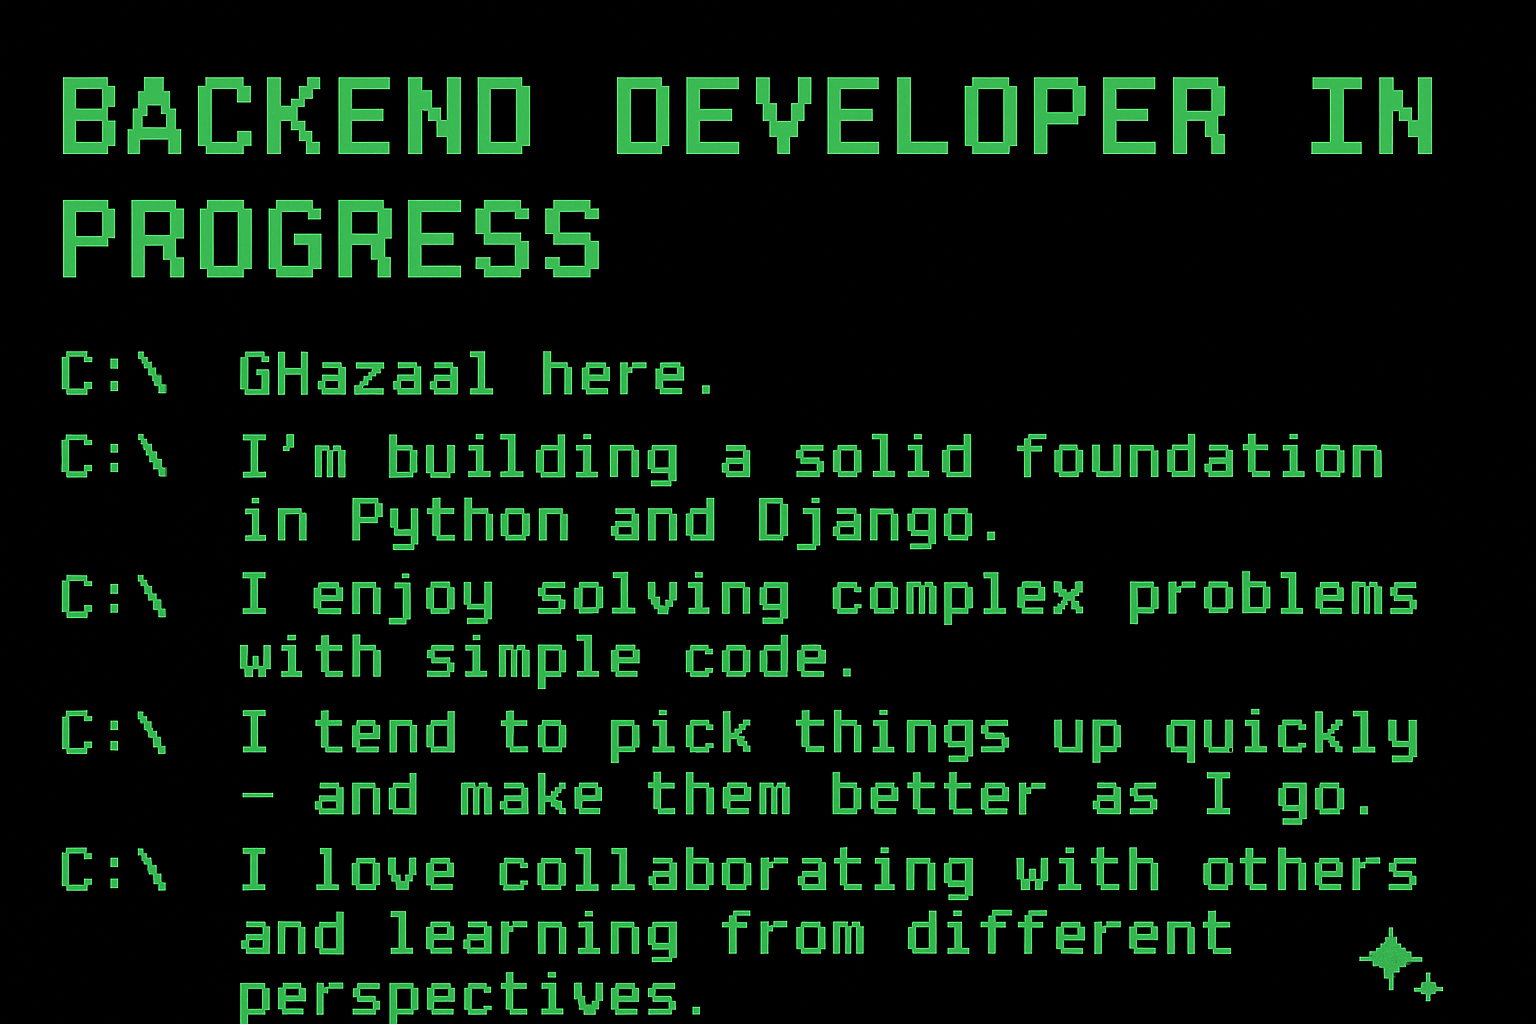 BACKEND DEVELOPER IN
PROGRESS
C:\ GHazaal here.
C:\ I'm building a solid foundation
in Python and Django.
C:\ I enjoy solving complex problems
with simple code.
C:\ I tend to pick things up quickly
— and make them better as I go.
C:\ I love collaborating with others
and learning from different
perspectives.